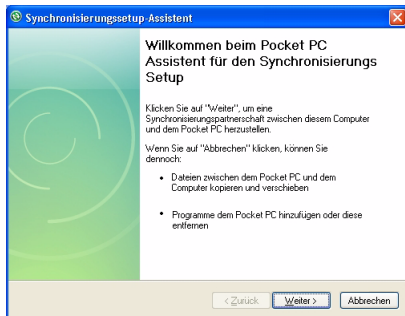 Synchronisierungssetup-Assistent
Willkommen beim Pocket PC
Assistent für den Synchronisierungs
Setup
Klicken Sie auf "Weiter", um eine
Synchronisierungspartnerschaft zwischen diesem Computer
und dem Pocket PC herzustellen.
Wenn Sie auf "Abbrechen" klicken, können Sie
dennoch:
• Dateien zwischen dem Pocket PC und dem
Computer kopieren und verschieben
• Programme dem Pocket PC hinzufügen oder diese
entfernen
< Zurück Weiter > Abbrechen